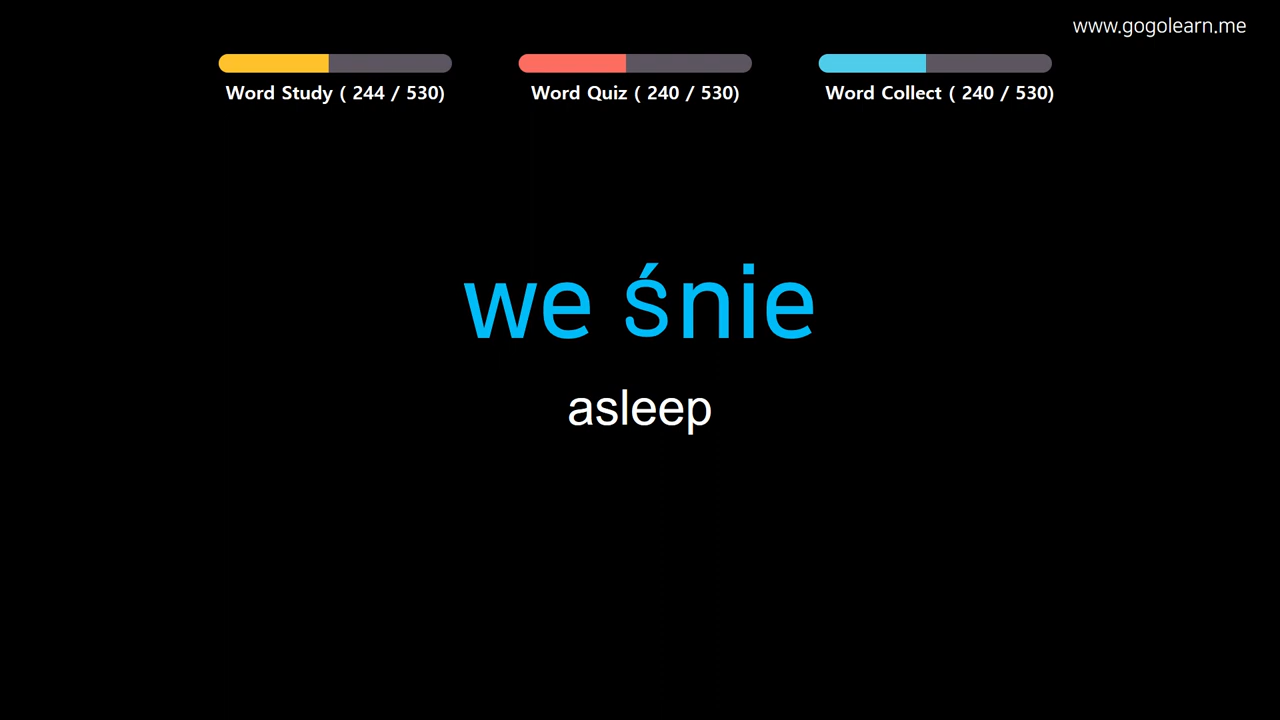 www.gogolearn.me
Word Study ( 244 / 530)
Word Quiz ( 240 / 530)
Word Collect ( 240 / 530)
we śnie
asleep